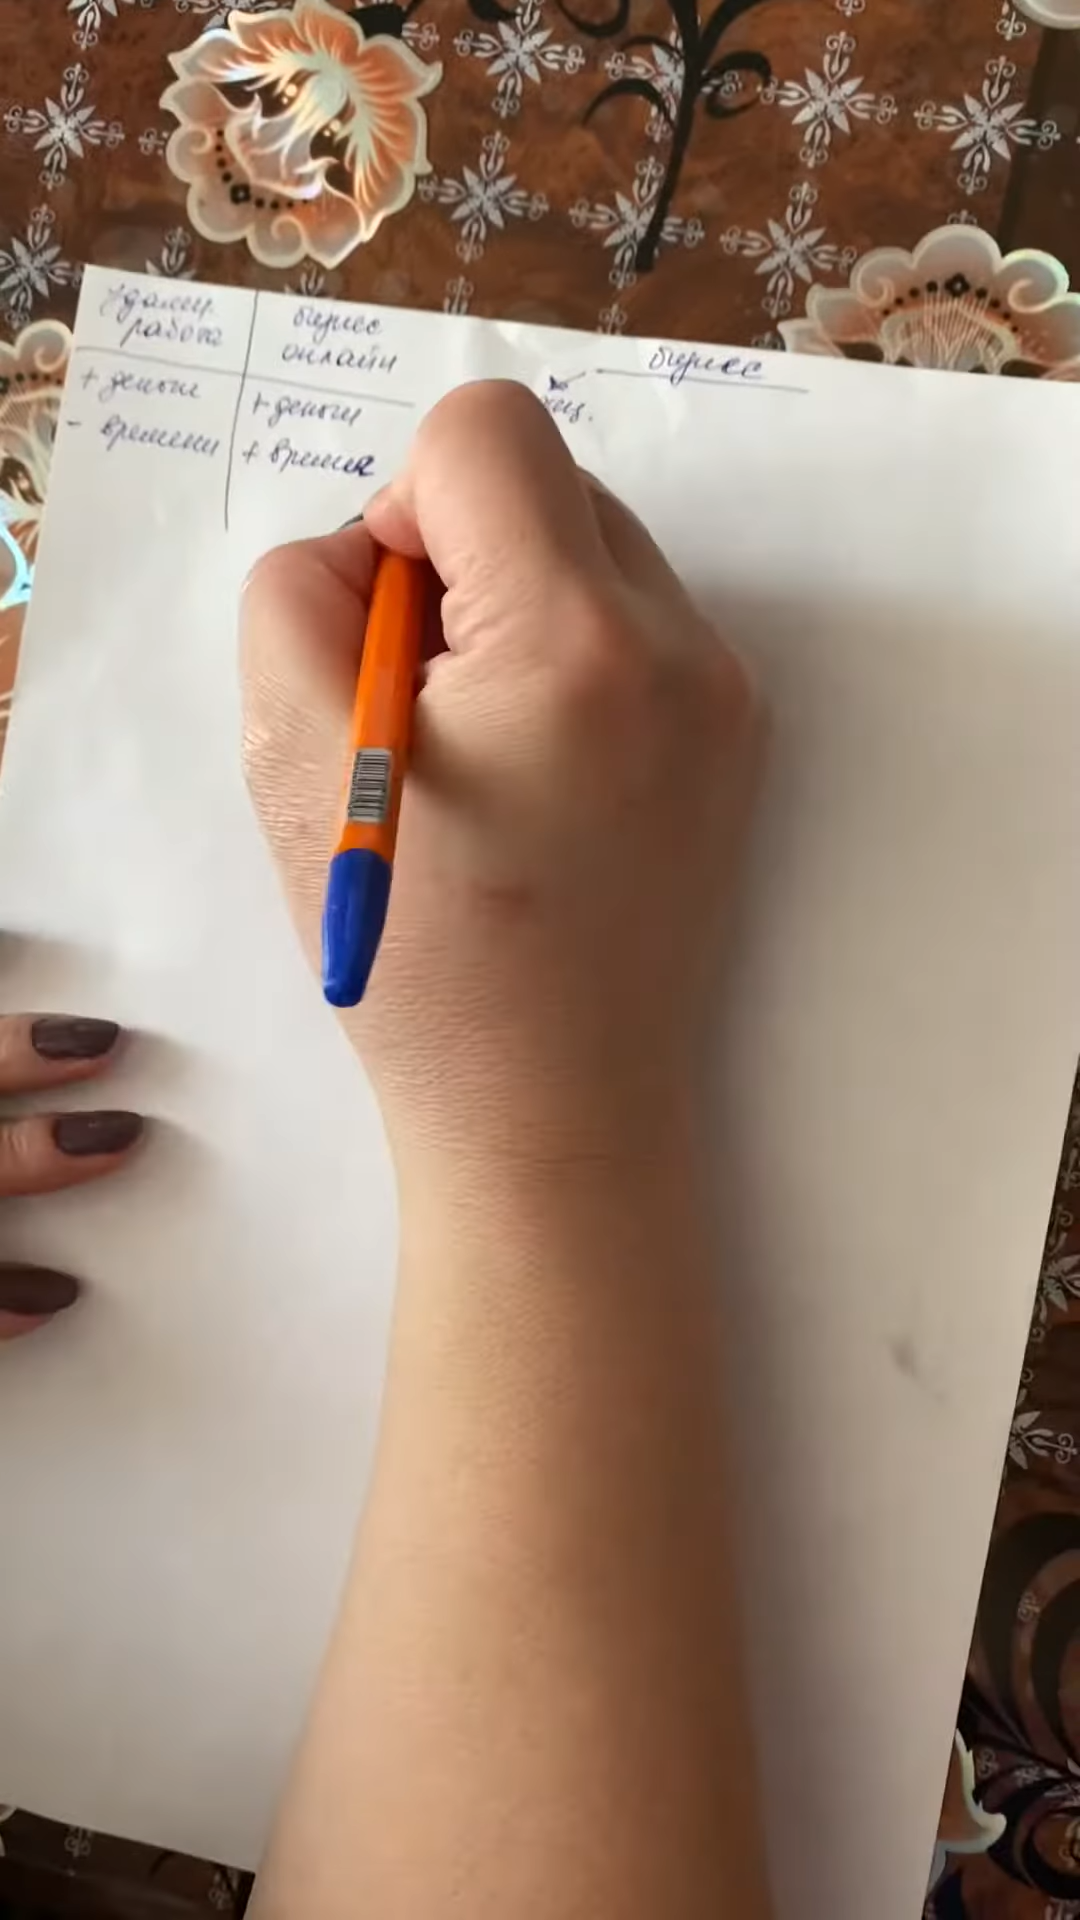 удален.
работа
+ деньги
- времени
бизнес
онлайн
+ деньги
+ время
бизнес